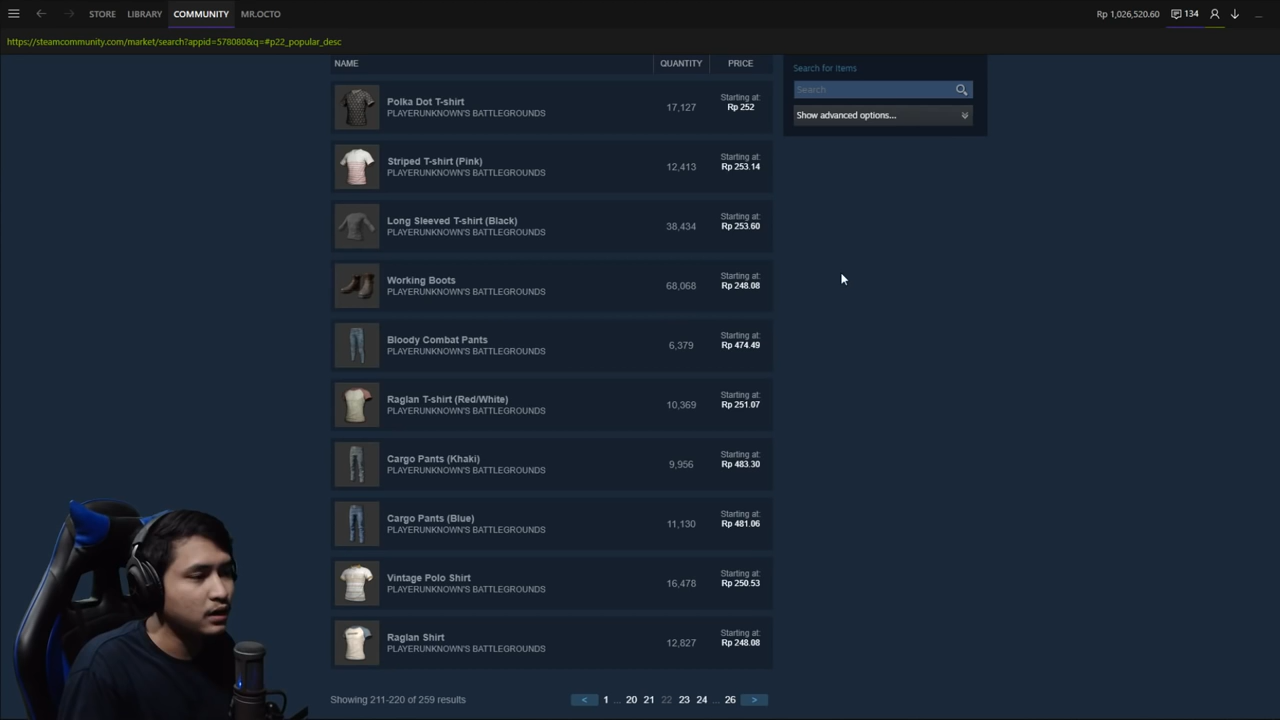 STORE LIBRARY COMMUNITY MR.OCTO Rp 1,026,520.60 134
https://steamcommunity.com/market/search?appid=578080&q=#p22_popular_desc
NAME QUANTITY PRICE
Polka Dot T-shirt
PLAYERUNKNOWN'S BATTLEGROUNDS
17,127
Starting at:
Rp 252
Striped T-shirt (Pink)
PLAYERUNKNOWN'S BATTLEGROUNDS
12,413
Starting at:
Rp 253.14
Long Sleeved T-shirt (Black)
PLAYERUNKNOWN'S BATTLEGROUNDS
38,434
Starting at:
Rp 253.60
Working Boots
PLAYERUNKNOWN'S BATTLEGROUNDS
68,068
Starting at:
Rp 248.08
Bloody Combat Pants
PLAYERUNKNOWN'S BATTLEGROUNDS
6,379
Starting at:
Rp 474.49
Raglan T-shirt (Red/White)
PLAYERUNKNOWN'S BATTLEGROUNDS
10,369
Starting at:
Rp 251.07
Cargo Pants (Khaki)
PLAYERUNKNOWN'S BATTLEGROUNDS
9,956
Starting at:
Rp 483.30
Cargo Pants (Blue)
PLAYERUNKNOWN'S BATTLEGROUNDS
11,130
Starting at:
Rp 481.06
Vintage Polo Shirt
PLAYERUNKNOWN'S BATTLEGROUNDS
16,478
Starting at:
Rp 250.53
Raglan Shirt
PLAYERUNKNOWN'S BATTLEGROUNDS
12,827
Starting at:
Rp 248.08
Showing 211-220 of 259 results
< 1 ... 20 21 22 23 24 ... 26 >
Search for items
Search
Show advanced options...